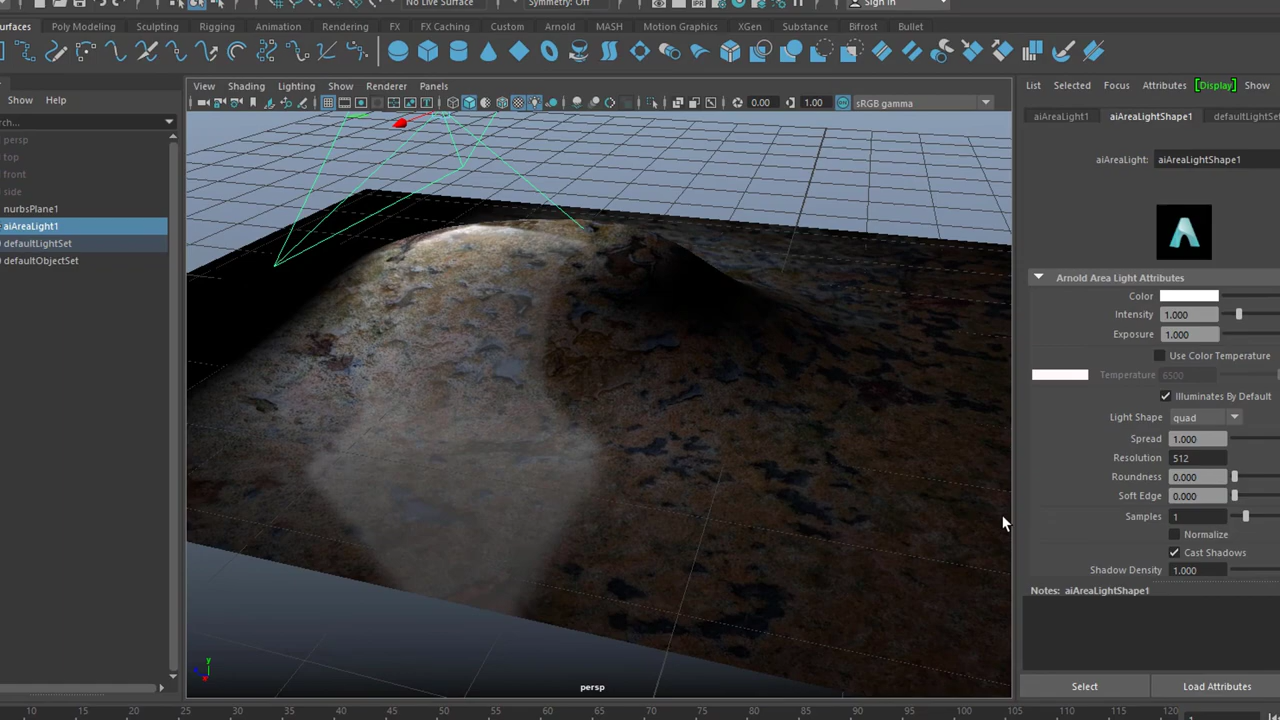 No Live Surface
Symmetry: Off
Sign in
urfaces Poly Modeling Sculpting Rigging Animation Rendering FX FX Caching Custom Arnold MASH Motion Graphics XGen Substance Bifrost Bullet
Show Help
View Shading Lighting Show Renderer Panels
List Selected Focus Attributes [Display] Show
0.00 1.00 sRGB gamma
rch...
aiAreaLight1 aiAreaLightShape1 defaultLightSe
persp
top
front
side
nurbsPlane1
aiAreaLight1
defaultLightSet
defaultObjectSet
aiAreaLight: aiAreaLightShape1
Arnold Area Light Attributes
Color
Intensity 1.000
Exposure 1.000
Use Color Temperature
Temperature 6500
Illuminates By Default
Light Shape quad
Spread 1.000
Resolution 512
Roundness 0.000
Soft Edge 0.000
Samples 1
Normalize
Cast Shadows
Shadow Density 1.000
Notes: aiAreaLightShape1
Select Load Attributes
y
persp
10 15 20 25 30 35 40 45 50 55 60 65 70 75 80 85 90 95 100 105 110 115 120